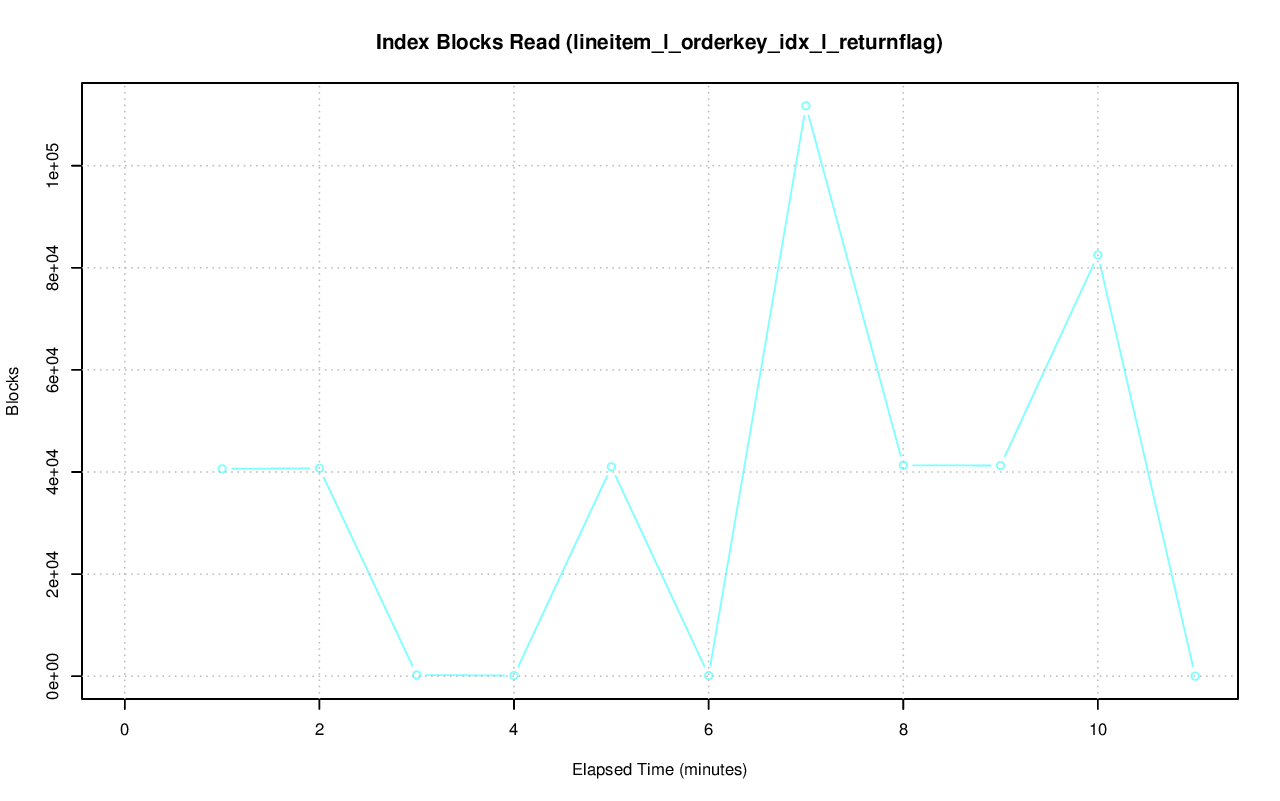 Index Blocks Read (lineitem_l_orderkey_idx_l_returnflag)
Blocks
1e+05
8e+04
6e+04
4e+04
2e+04
0e+00
0 2 4 6 8 10
Elapsed Time (minutes)